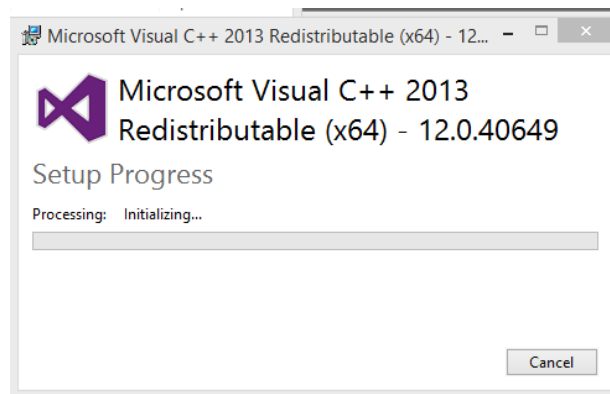 Microsoft Visual C++ 2013 Redistributable (x64) - 12...
Microsoft Visual C++ 2013
Redistributable (x64) - 12.0.40649
Setup Progress
Processing: Initializing...
Cancel